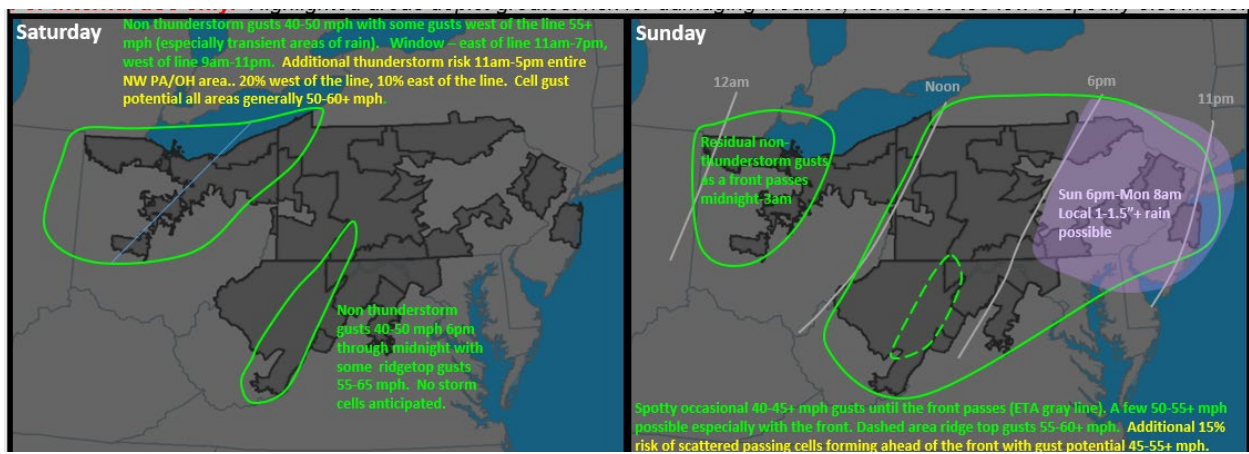 Highlighted areas depict greatest risk for damaging weather,
Saturday
Non thunderstorm gusts 40-50 mph with some gusts west of the line 55+
mph (especially transient areas of rain). Window – east of line 11am-7pm,
west of line 9am-11pm. Additional thunderstorm risk 11am-5pm entire
NW PA/OH area.. 20% west of the line, 10% east of the line. Cell gust
potential all areas generally 50-60+ mph.
Non thunderstorm
gusts 40-50 mph 6pm
through midnight with
some ridgetop gusts
55-65 mph. No storm
cells anticipated.
Sunday
12am
Noon
6pm
11pm
Residual non-
thunderstorm gusts
as a front passes
midnight-3am
Sun 6pm-Mon 8am
Local 1-1.5”+ rain
possible
Spotty occasional 40-45+ mph gusts until the front passes (ETA gray line). A few 50-55+ mph
possible especially with the front. Dashed area ridge top gusts 55-60+ mph. Additional 15%
risk of scattered passing cells forming ahead of the front with gust potential 45-55+ mph.